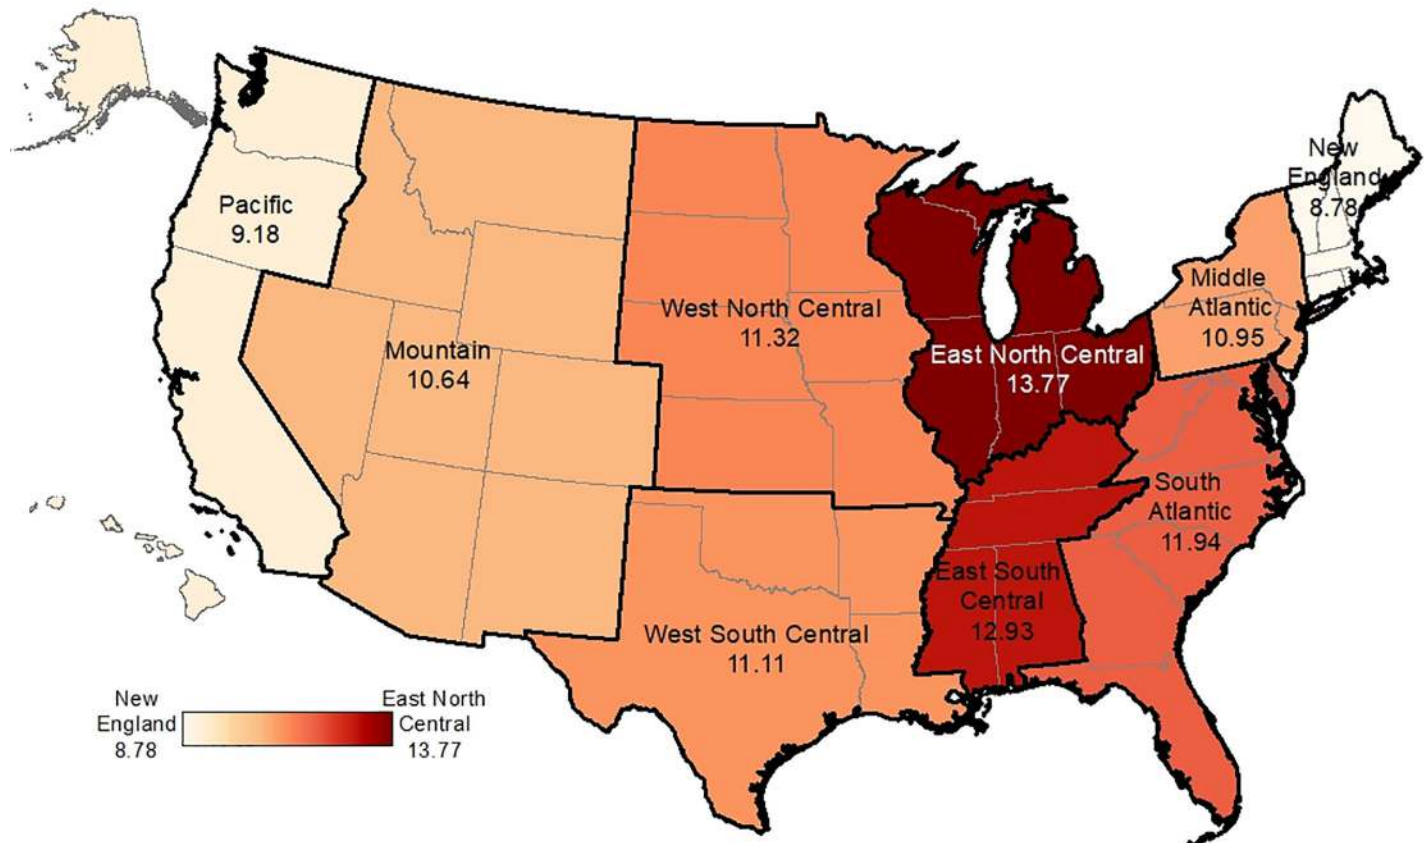 New
England
8.78
Pacific
9.18
Middle
Atlantic
10.95
West North Central
11.32
Mountain
10.64
East North Central
13.77
South
Atlantic
11.94
East South
Central
12.93
West South Central
11.11
New
England
8.78
East North
Central
13.77